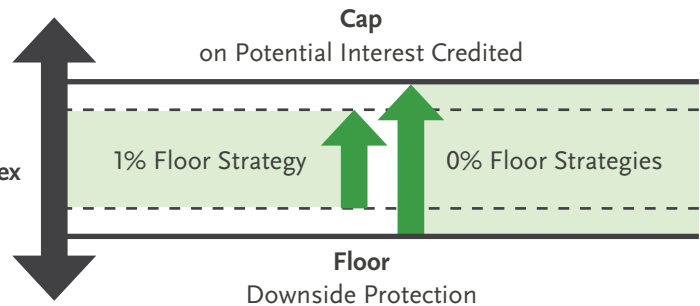 Cap
on Potential Interest Credited
1% Floor Strategy
0% Floor Strategies
ex
Floor
Downside Protection